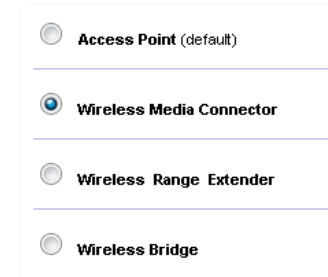 Access Point (default)
Wireless Media Connector
Wireless Range Extender
Wireless Bridge